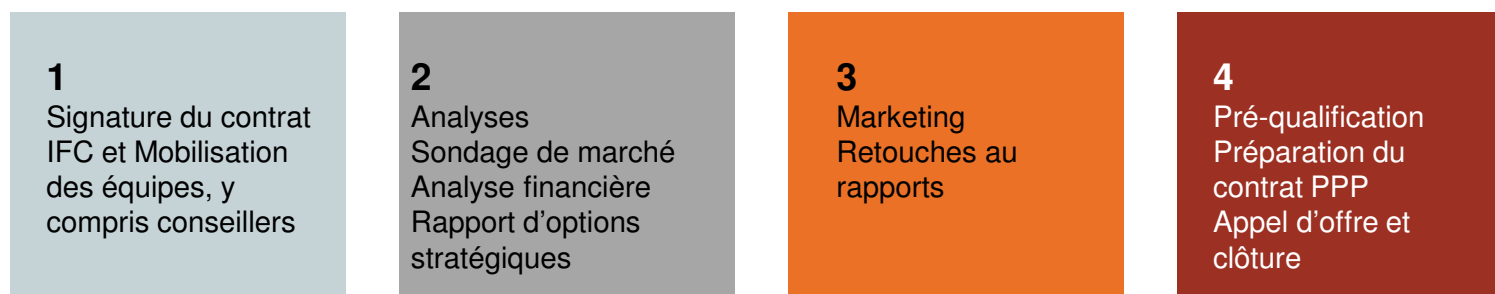 1
Signature du contrat
IFC et Mobilisation
des équipes, y
compris conseillers
2
Analyses
Sondage de marché
Analyse financière
Rapport d’options
stratégiques
3
Marketing
Retouches au
rapports
4
Pré-qualification
Préparation du
contrat PPP
Appel d’offre et
clôture